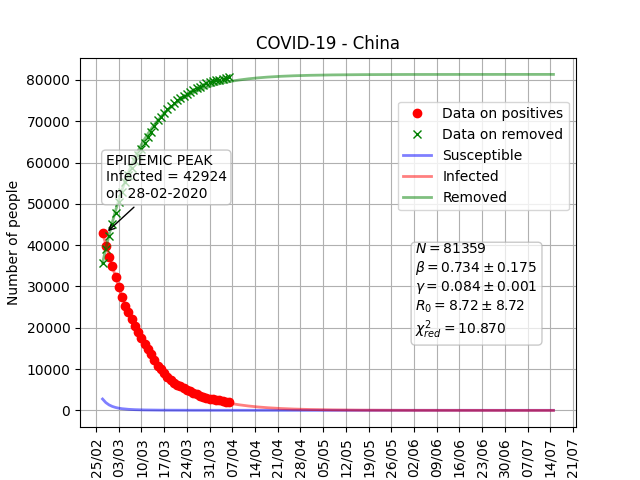 COVID-19 - China
Number of people
80000
70000
60000
50000
40000
30000
20000
10000
0
EPIDEMIC PEAK
Infected = 42924
on 28-02-2020
Data on positives
Data on removed
Susceptible
Infected
Removed
N = 81359
β = 0.734 ± 0.175
γ = 0.084 ± 0.001
R₀ = 8.72 ± 8.72
χ²_red = 10.870
25/02
03/03
10/03
17/03
24/03
31/03
07/04
14/04
21/04
28/04
05/05
12/05
19/05
26/05
02/06
09/06
16/06
23/06
30/06
07/07
14/07
21/07